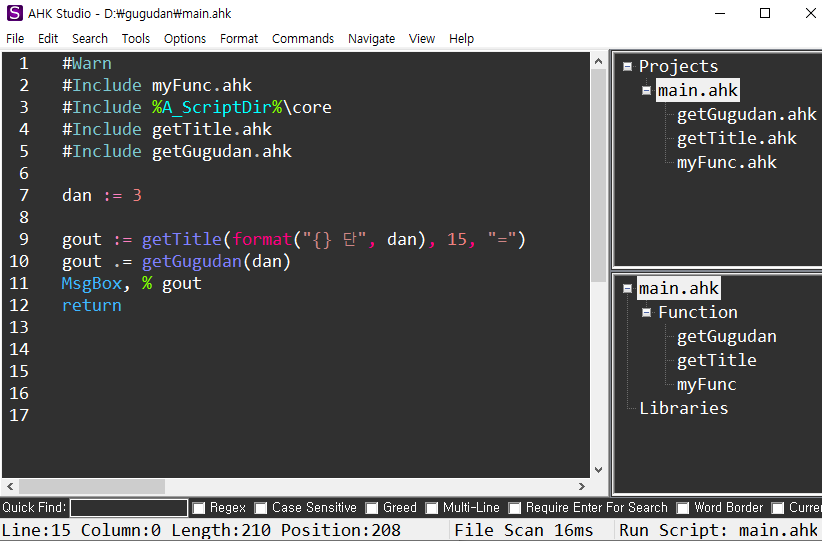 AHK Studio - D:₩gugudan₩main.ahk
File Edit Search Tools Options Format Commands Navigate View Help
1 #Warn
2 #Include myFunc.ahk
3 #Include %A_ScriptDir%\core
4 #Include getTitle.ahk
5 #Include getGugudan.ahk
6
7 dan := 3
8
9 gout := getTitle(format("{} 단", dan), 15, "=")
10 gout .= getGugudan(dan)
11 MsgBox, % gout
12 return
13
14
15
16
17
Projects
main.ahk
getGugudan.ahk
getTitle.ahk
myFunc.ahk
main.ahk
Function
getGugudan
getTitle
myFunc
Libraries
Quick Find: Regex Case Sensitive Greed Multi-Line Require Enter For Search Word Border Curre
Line:15 Column:0 Length:210 Position:208 File Scan 16ms Run Script: main.ahk